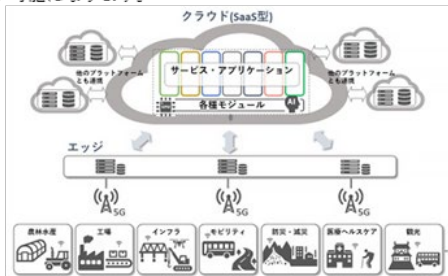 クラウド(SaaS型)
サービス・アプリケーション
他のプラットフォーム
とも連携
他のプラットフォーム
とも連携
各種モジュール
AI
エッジ
5G
5G
5G
農林水産
工場
インフラ
モビリティ
防災・減災
医療ヘルスケア
観光